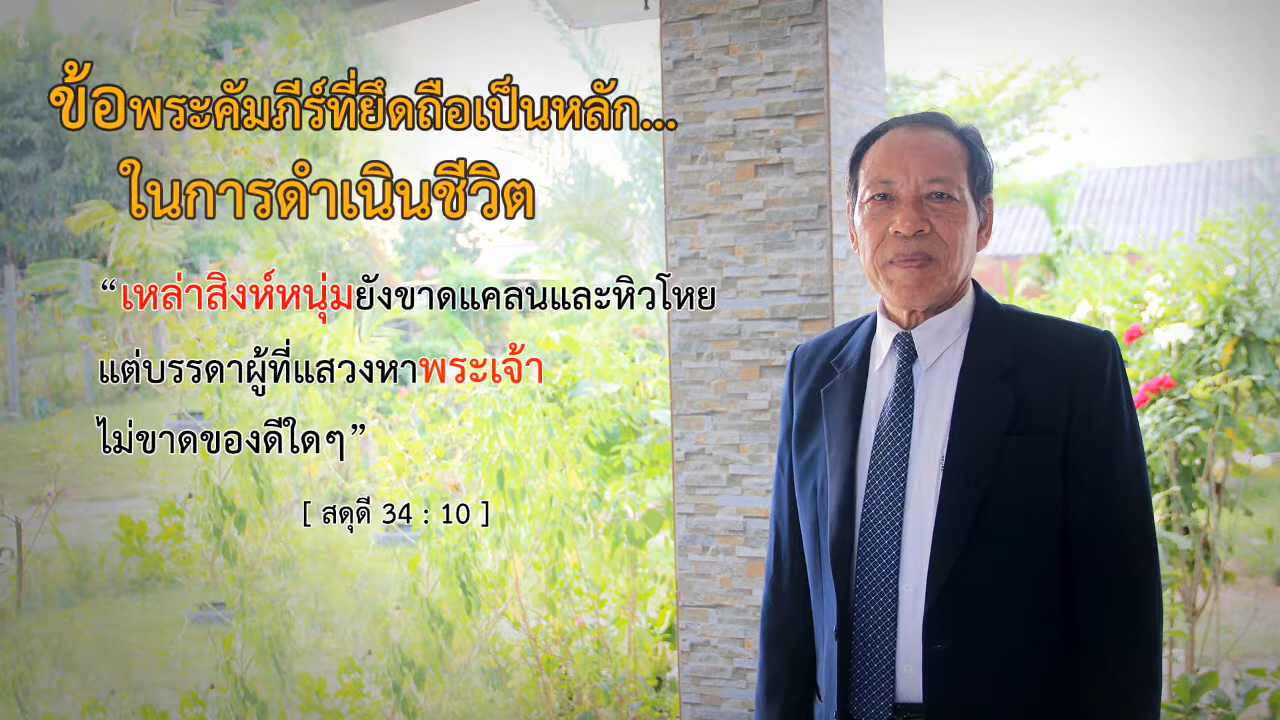 ข้อพระคัมภีร์ที่ยึดถือเป็นหลัก...
ในการดำเนินชีวิต
“เหล่าสิงห์หนุ่มยังขาดแคลนและหิวโหย
แต่บรรดาผู้ที่แสวงหาพระเจ้า
ไม่ขาดของดีใดๆ”
[ สดุดี 34 : 10 ]